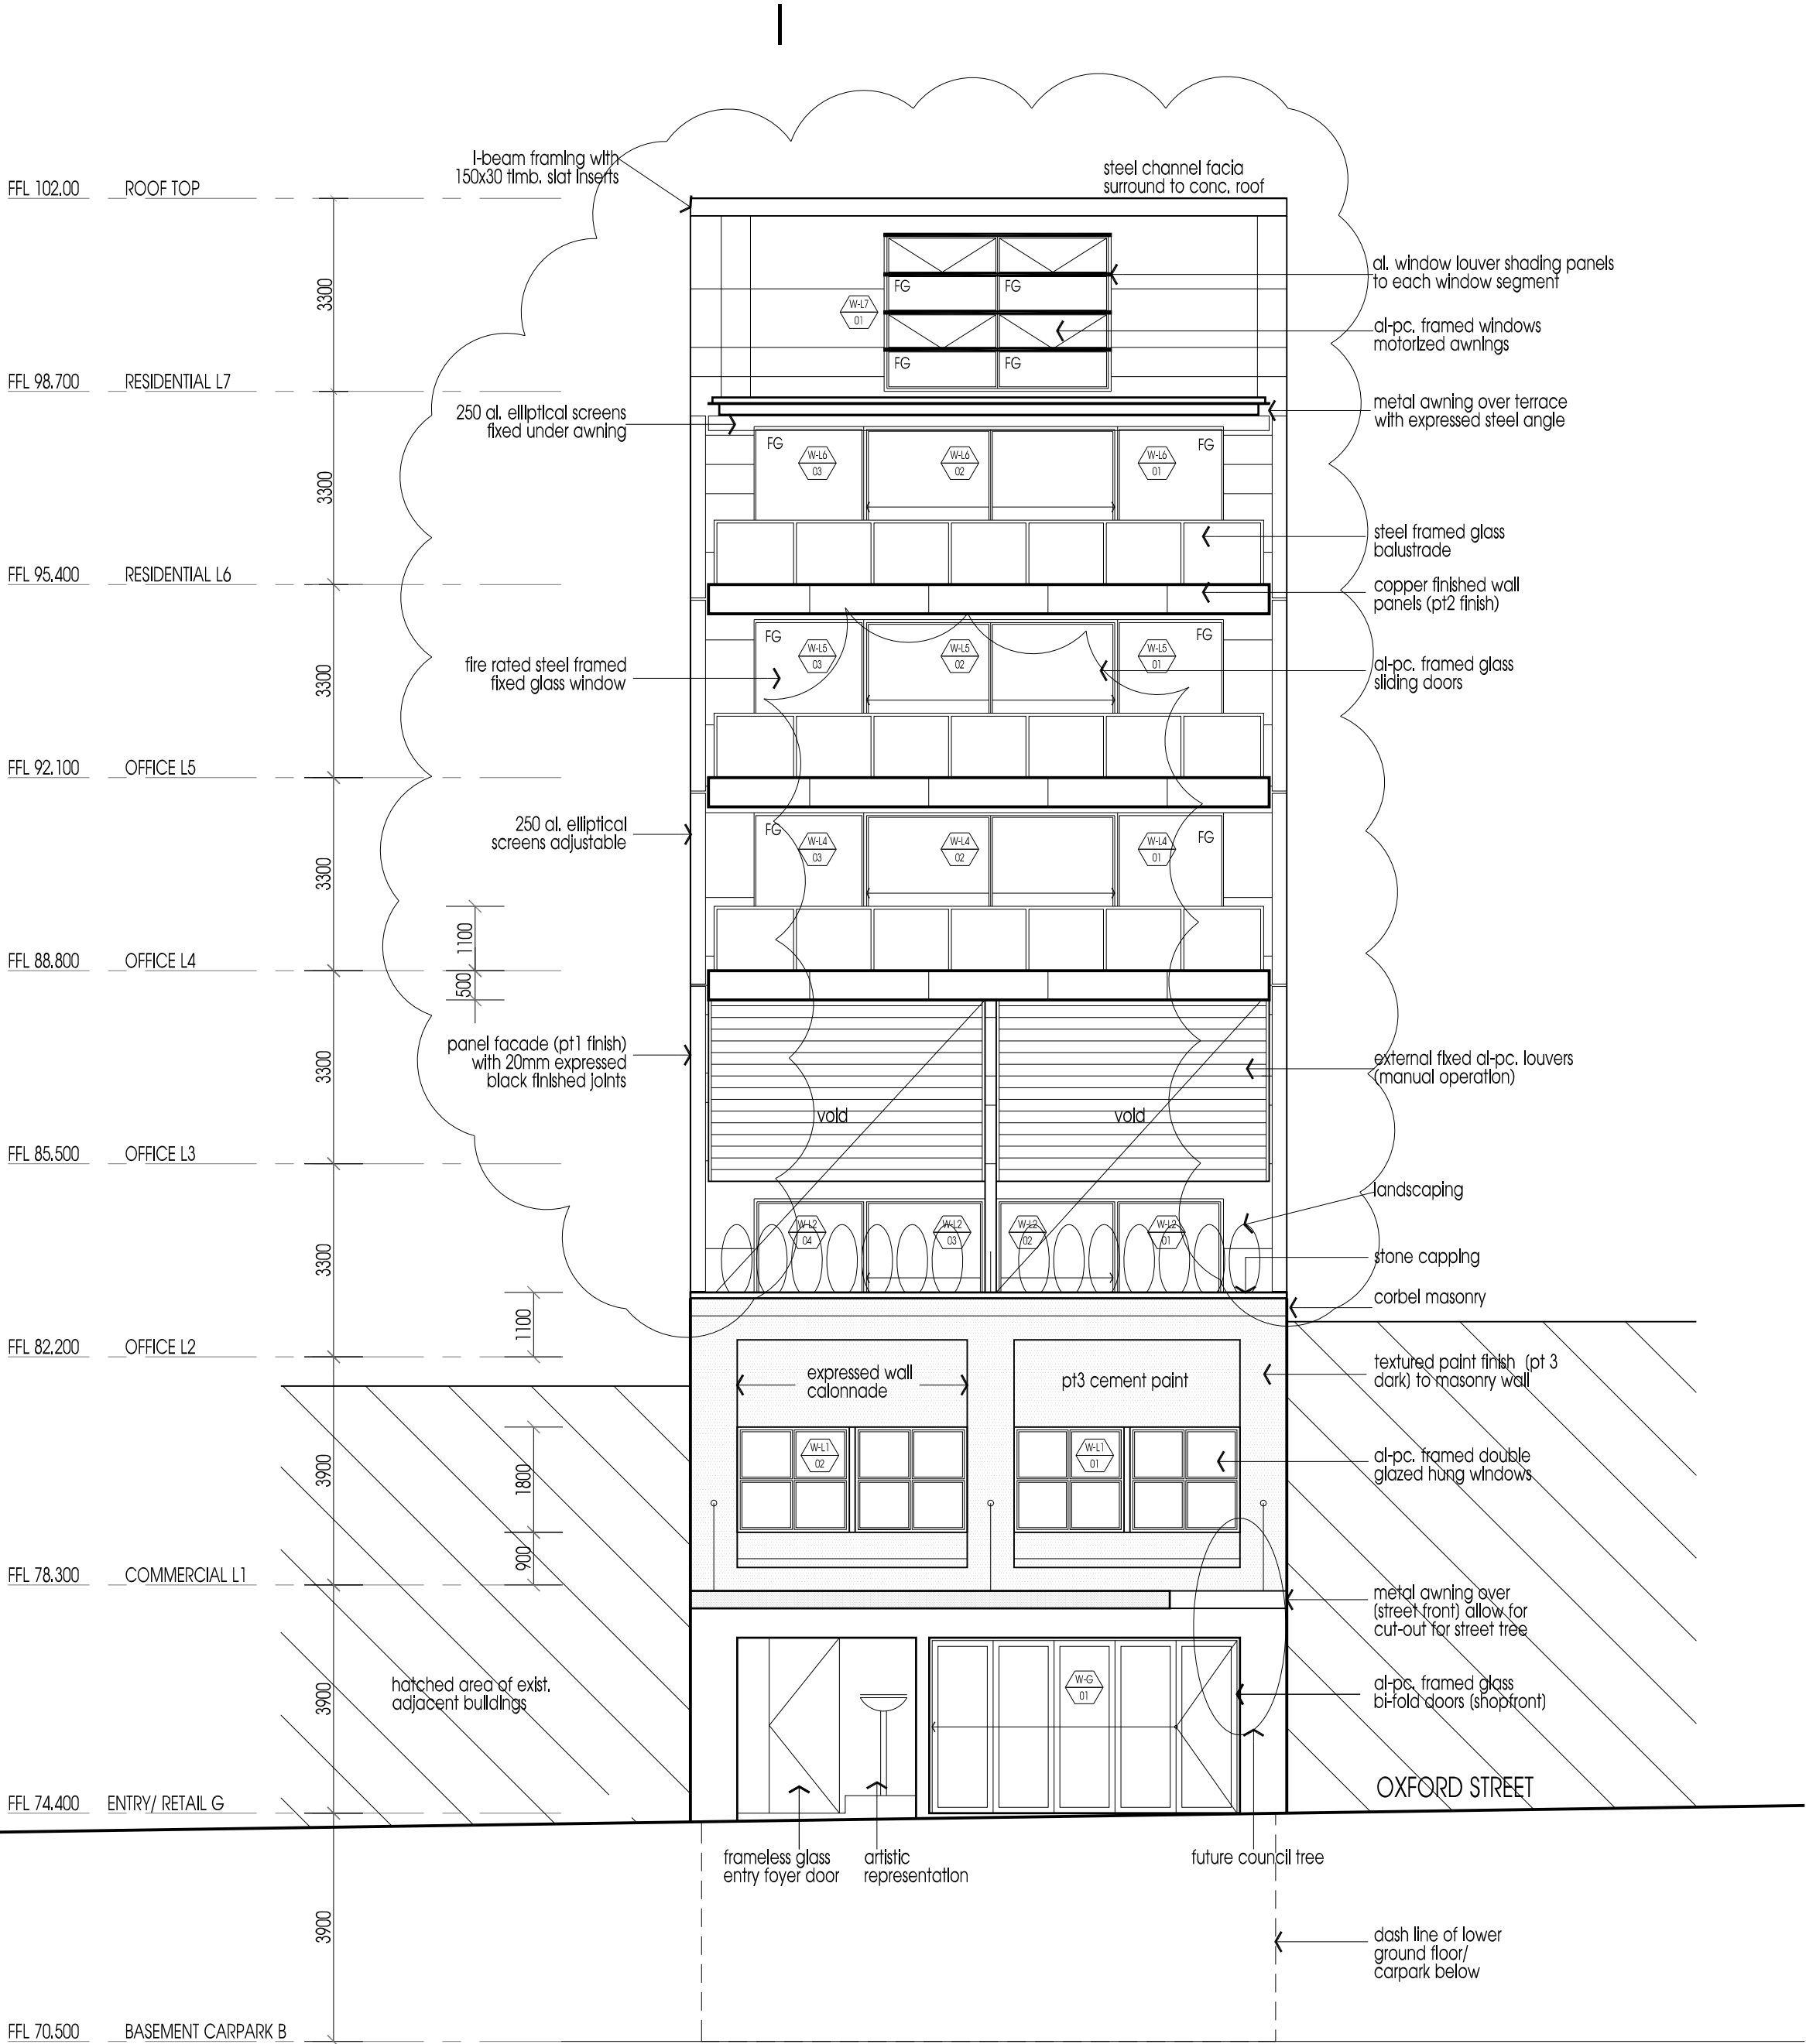 I-beam framing with
150x30 timb. slat inserts
steel channel facia
surround to conc. roof
FFL 102.00 ROOF TOP
3300
al. window louver shading panels
to each window segment
FG FG
W-L7
01
al-pc. framed windows
motorized awnings
FG FG
FFL 98.700 RESIDENTIAL L7
250 al. elliptical screens
fixed under awning
metal awning over terrace
with expressed steel angle
FG FG
W-L6
03
W-L6
02
W-L6
01
3300
steel framed glass
balustrade
FFL 95.400 RESIDENTIAL L6
copper finished wall
panels (pt2 finish)
FG FG
W-L5
03
W-L5
02
W-L5
01
3300
fire rated steel framed
fixed glass window
al-pc. framed glass
sliding doors
FFL 92.100 OFFICE L5
250 al. elliptical
screens adjustable
FG FG
W-L4
03
W-L4
02
W-L4
01
3300
1100
FFL 88.800 OFFICE L4
500
panel facade (pt1 finish)
with 20mm expressed
black finished joints
3300
external fixed al-pc. louvers
(manual operation)
void void
FFL 85.500 OFFICE L3
landscaping
W-L2
04
W-L2
03
W-L2
02
W-L2
01
3300
stone capping
corbel masonry
1100
FFL 82.200 OFFICE L2
expressed wall
calonnade
pt3 cement paint
textured paint finish (pt 3
dark) to masonry wall
W-L1
02
W-L1
01
al-pc. framed double
glazed hung windows
3900
1800
900
FFL 78.300 COMMERCIAL L1
metal awning over
(street front) allow for
cut-out for street tree
hatched area of exist.
adjacent buildings
3900
W-G
01
al-pc. framed glass
bi-fold doors (shopfront)
OXFORD STREET
FFL 74.400 ENTRY/ RETAIL G
frameless glass
entry foyer door
artistic
representation
future council tree
3900
dash line of lower
ground floor/
carpark below
FFL 70.500 BASEMENT CARPARK B